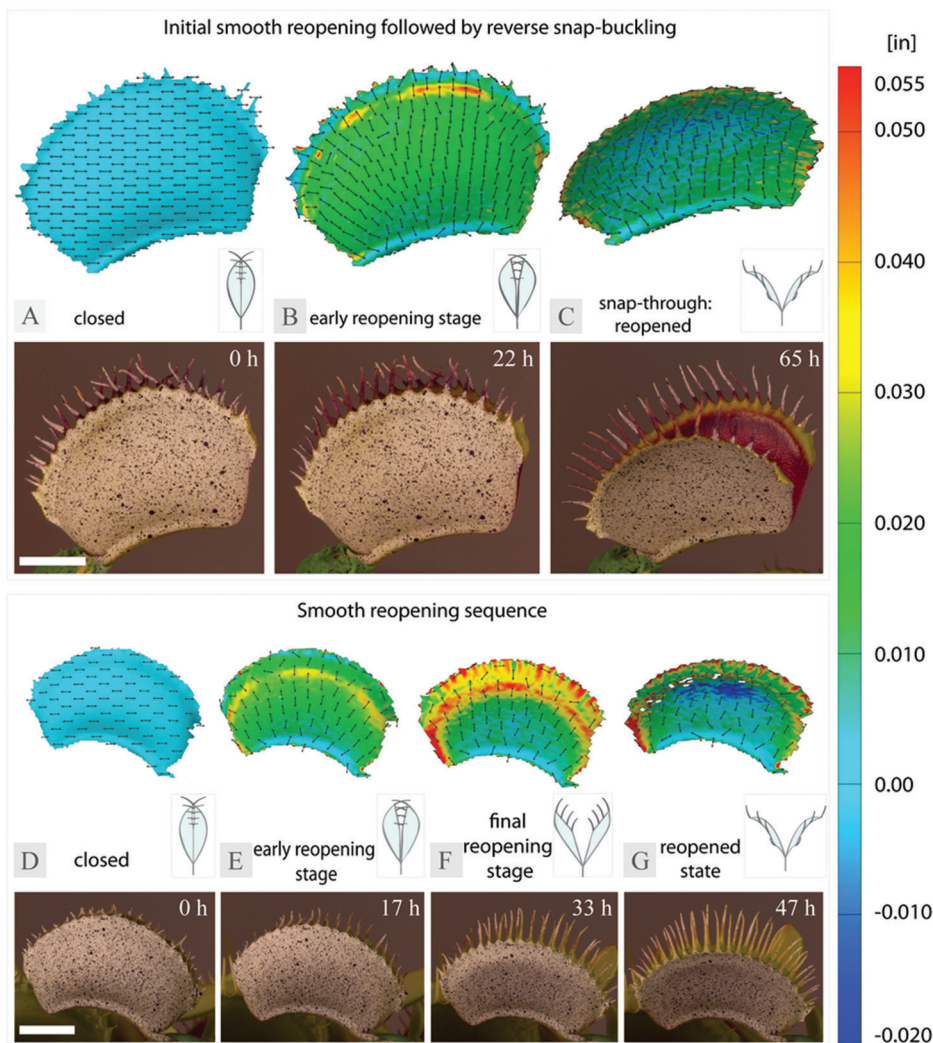 Initial smooth reopening followed by reverse snap-buckling
A closed
B early reopening stage
C snap-through:
reopened
0 h
22 h
65 h
Smooth reopening sequence
D closed
E early reopening
stage
F final
reopening
stage
G reopened
state
0 h
17 h
33 h
47 h
[in]
0.055
0.050
0.040
0.030
0.020
0.010
0.00
-0.010
-0.020